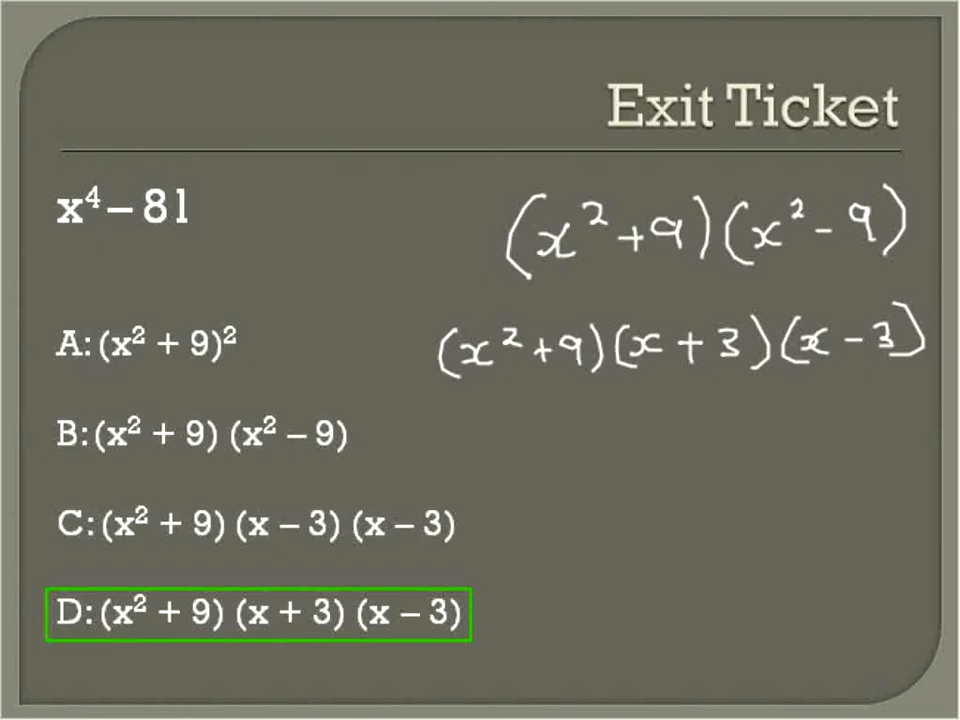 Exit Ticket
x⁴ – 81
(x² + 9)(x² - 9)
A: (x² + 9)²
(x² + 9)(x + 3)(x - 3)
B: (x² + 9) (x² – 9)
C: (x² + 9) (x – 3) (x – 3)
D: (x² + 9) (x + 3) (x – 3)